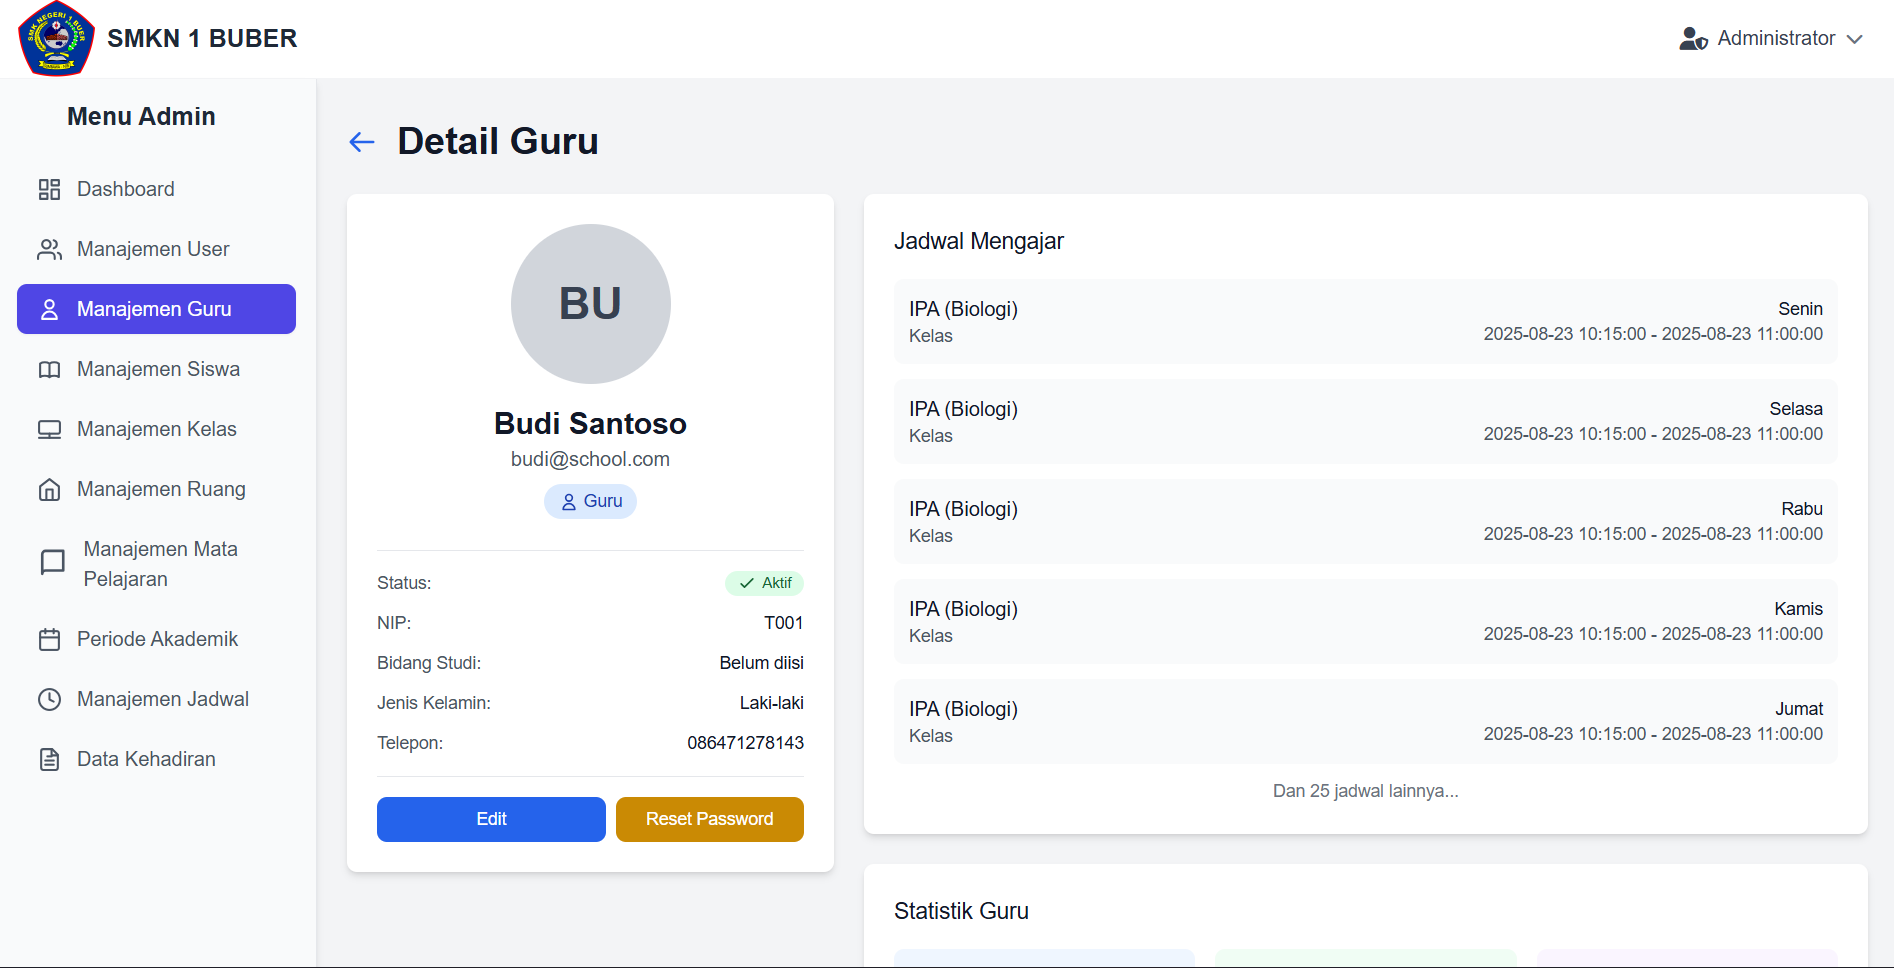 SMK NEGERI 1 BUER
SMKN 1 BUBER
Administrator
Menu Admin
Dashboard
Manajemen User
Manajemen Guru
Manajemen Siswa
Manajemen Kelas
Manajemen Ruang
Manajemen Mata
Pelajaran
Periode Akademik
Manajemen Jadwal
Data Kehadiran
Detail Guru
BU
Budi Santoso
budi@school.com
Guru
Status:
Aktif
NIP:
T001
Bidang Studi:
Belum diisi
Jenis Kelamin:
Laki-laki
Telepon:
086471278143
Edit
Reset Password
Jadwal Mengajar
IPA (Biologi)
Senin
Kelas
2025-08-23 10:15:00 - 2025-08-23 11:00:00
IPA (Biologi)
Selasa
Kelas
2025-08-23 10:15:00 - 2025-08-23 11:00:00
IPA (Biologi)
Rabu
Kelas
2025-08-23 10:15:00 - 2025-08-23 11:00:00
IPA (Biologi)
Kamis
Kelas
2025-08-23 10:15:00 - 2025-08-23 11:00:00
IPA (Biologi)
Jumat
Kelas
2025-08-23 10:15:00 - 2025-08-23 11:00:00
Dan 25 jadwal lainnya...
Statistik Guru